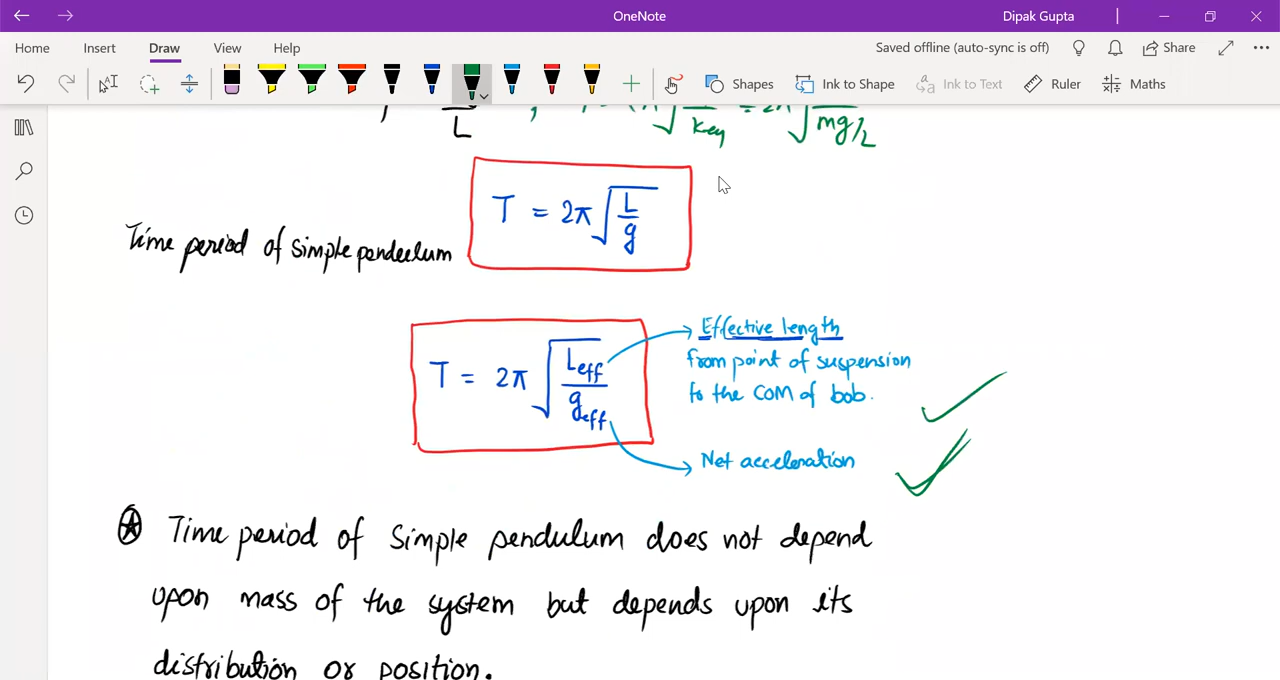 OneNote
Dipak Gupta
Home Insert Draw View Help
Saved offline (auto-sync is off)
Share
Shapes
Ink to Shape
Ink to Text
Ruler
Maths
L
keq
mg/L
T = 2π √(L/g)
Time period of simple pendulum
T = 2π √(Leff/geff)
Effective length
from point of suspension
to the COM of bob.
Net acceleration
Time period of simple pendulum does not depend
upon mass of the system but depends upon its
distribution or position.